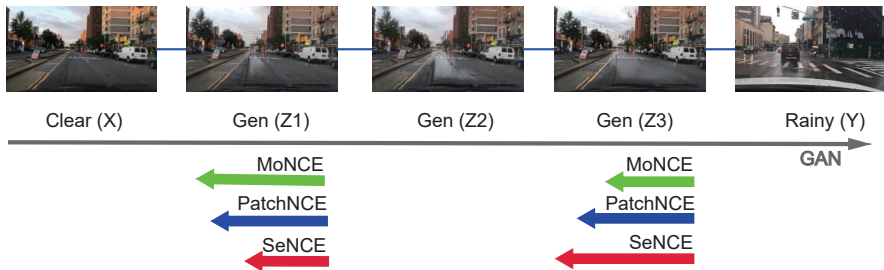 Clear (X) Gen (Z1) Gen (Z2) Gen (Z3) Rainy (Y)
GAN
MoNCE MoNCE
PatchNCE PatchNCE
SeNCE SeNCE